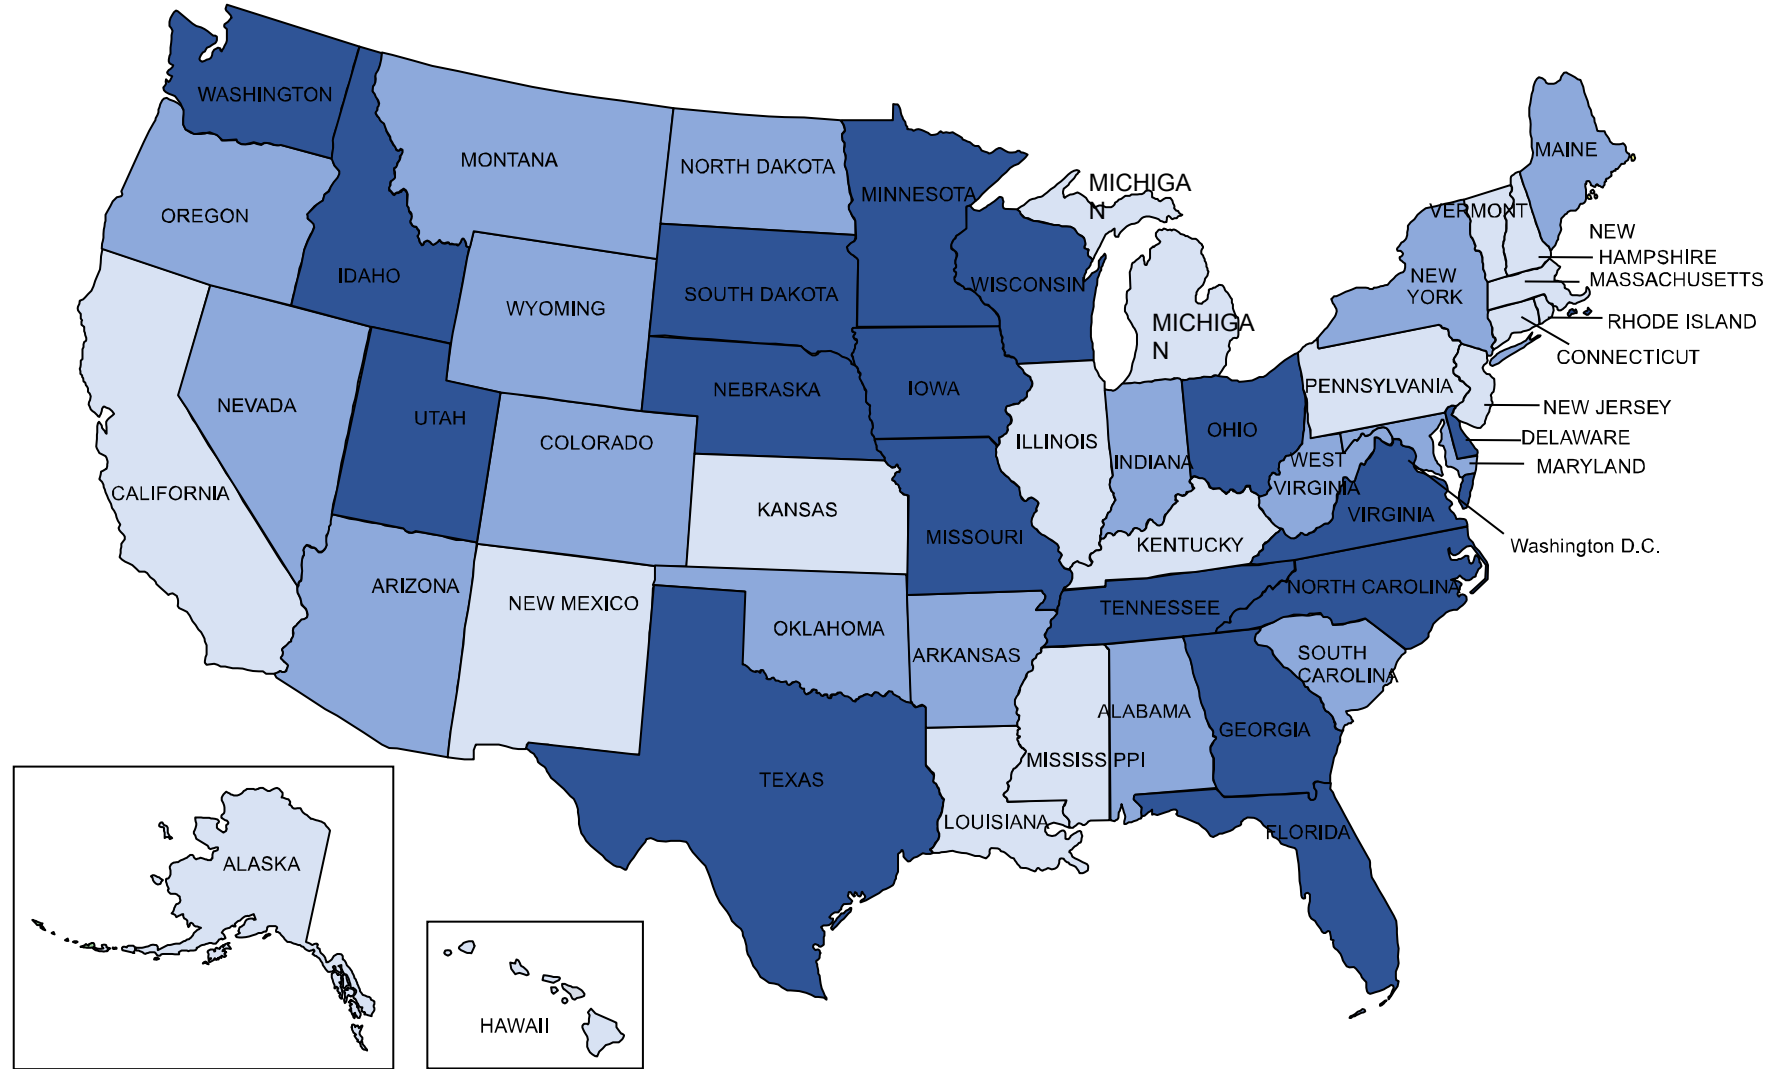 WASHINGTON
MONTANA
NORTH DAKOTA
MINNESOTA
MICHIGA
N
MAINE
OREGON
IDAHO
WYOMING
SOUTH DAKOTA
WISCONSIN
VERMONT
NEW
HAMPSHIRE
MASSACHUSETTS
NEW
YORK
RHODE ISLAND
CONNECTICUT
MICHIGA
N
NEVADA
UTAH
COLORADO
NEBRASKA
IOWA
ILLINOIS
INDIANA
OHIO
PENNSYLVANIA
NEW JERSEY
DELAWARE
MARYLAND
WEST
VIRGINIA
VIRGINIA
Washington D.C.
CALIFORNIA
KANSAS
MISSOURI
KENTUCKY
ARIZONA
NEW MEXICO
OKLAHOMA
ARKANSAS
TENNESSEE
NORTH CAROLINA
SOUTH
CAROLINA
TEXAS
LOUISIANA
MISSISSIPPI
ALABAMA
GEORGIA
FLORIDA
ALASKA
HAWAII